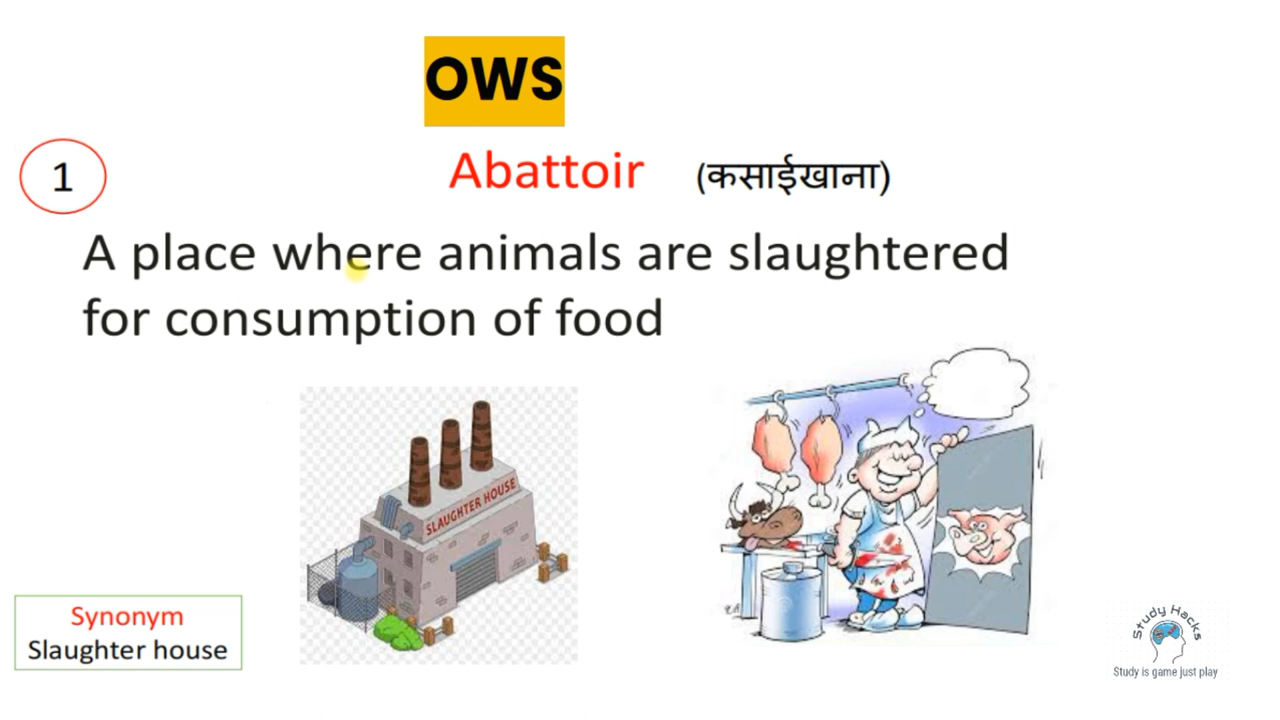 OWS
1
Abattoir (कसाईखाना)
A place where animals are slaughtered
for consumption of food
SLAUGHTER HOUSE
Synonym
Slaughter house
Study Hacks
Study is game just play